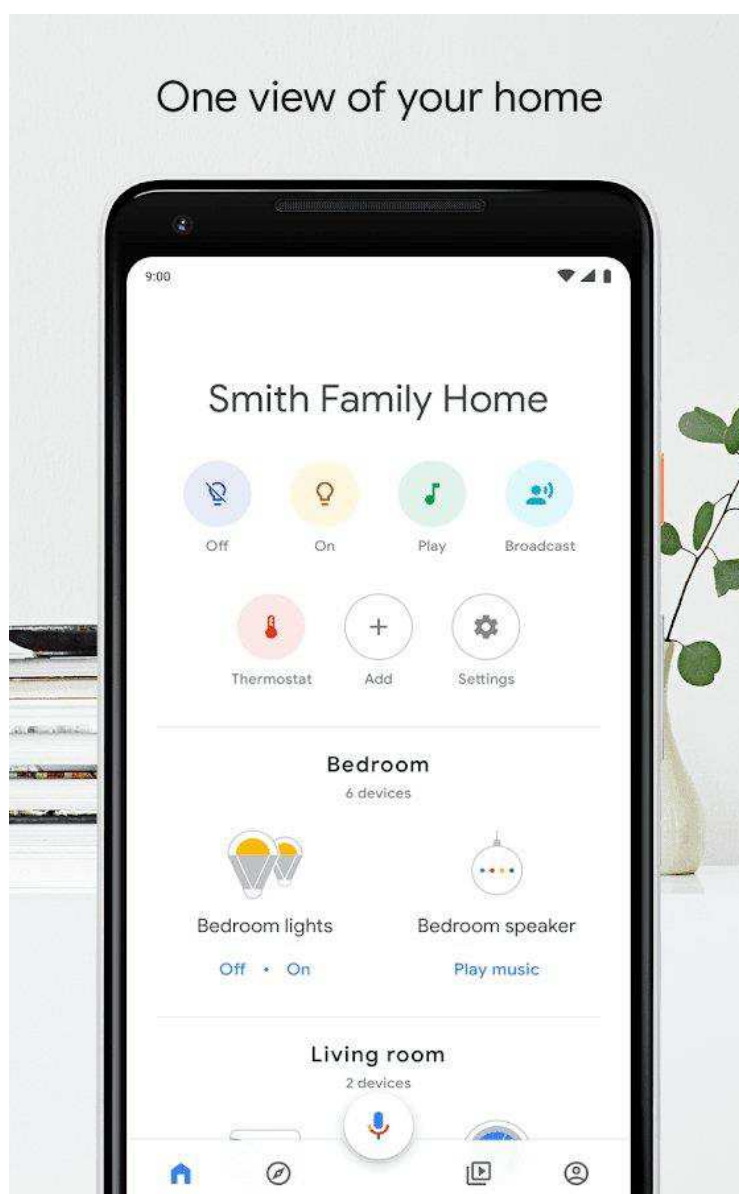 One view of your home
9:00
Smith Family Home
Off On Play Broadcast
Thermostat Add Settings
Bedroom
6 devices
Bedroom lights Bedroom speaker
Off • On Play music
Living room
2 devices